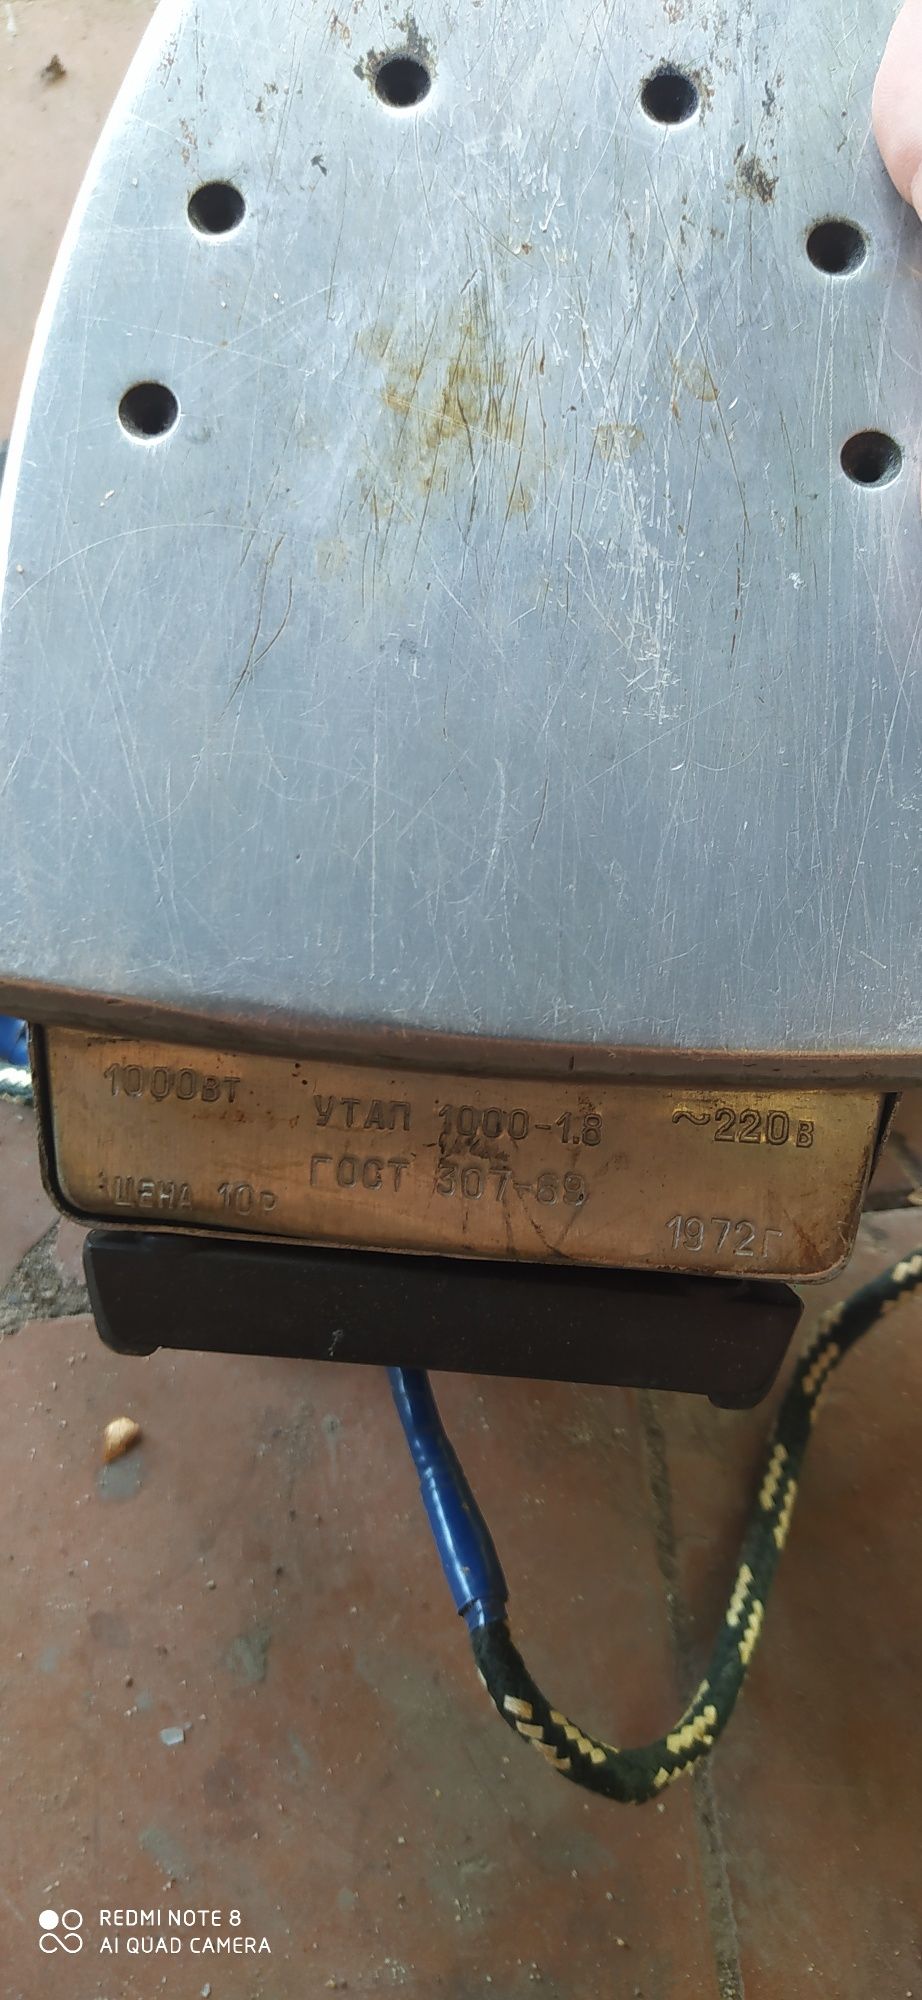 1000ВТ УТАП 1000-1.8 ~220В
ЦЕНА 10Р ГОСТ 307-69 1972Г
REDMI NOTE 8
AI QUAD CAMERA